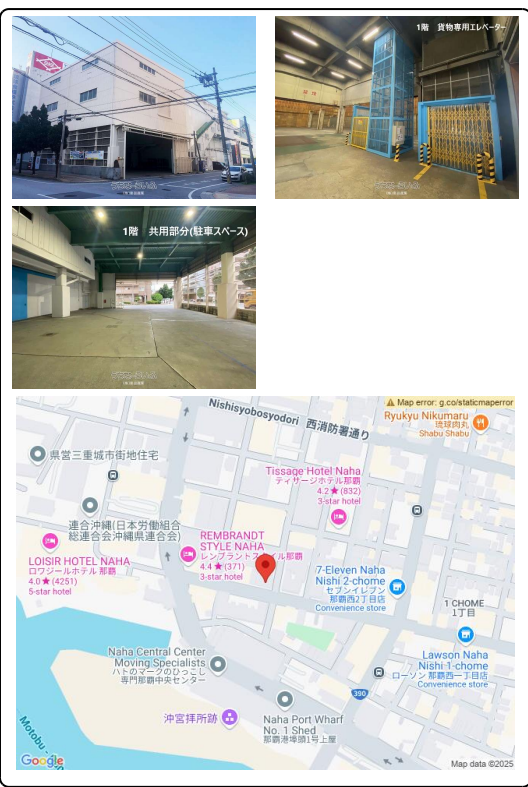 1階　貨物専用エレベーター
1階　共用部分(駐車スペース)
Map error: g.co/staticmaperror
Nishisyobosyodori 西消防署通り
Ryukyu Nikumaru
琉球肉丸
Shabu Shabu
県営三重城市街地住宅
Tissage Hotel Naha
ティサージホテル那覇
4.2★(832)
3-star hotel
連合沖縄(日本労働組合
総連合会沖縄県連合会)
REMBRANDT
STYLE NAHA
レンブラントスタイル那覇
4.4★(371)
3-star hotel
LOISIR HOTEL NAHA
ロワジールホテル 那覇
4.0★(4251)
5-star hotel
7-Eleven Naha
Nishi 2-chome
セブンイレブン
那覇西2丁目店
Convenience store
1 CHOME
1丁目
Lawson Naha
Nishi 1-chome
ローソン 那覇西一丁目店
Convenience store
Naha Central Center
Moving Specialists
ハトのマークのひっこし
専門那覇中央センター
390
沖宮拝所跡
Naha Port Wharf
No. 1 Shed
那覇港埠頭1号上屋
Motobu -
Google
Map data ©2025